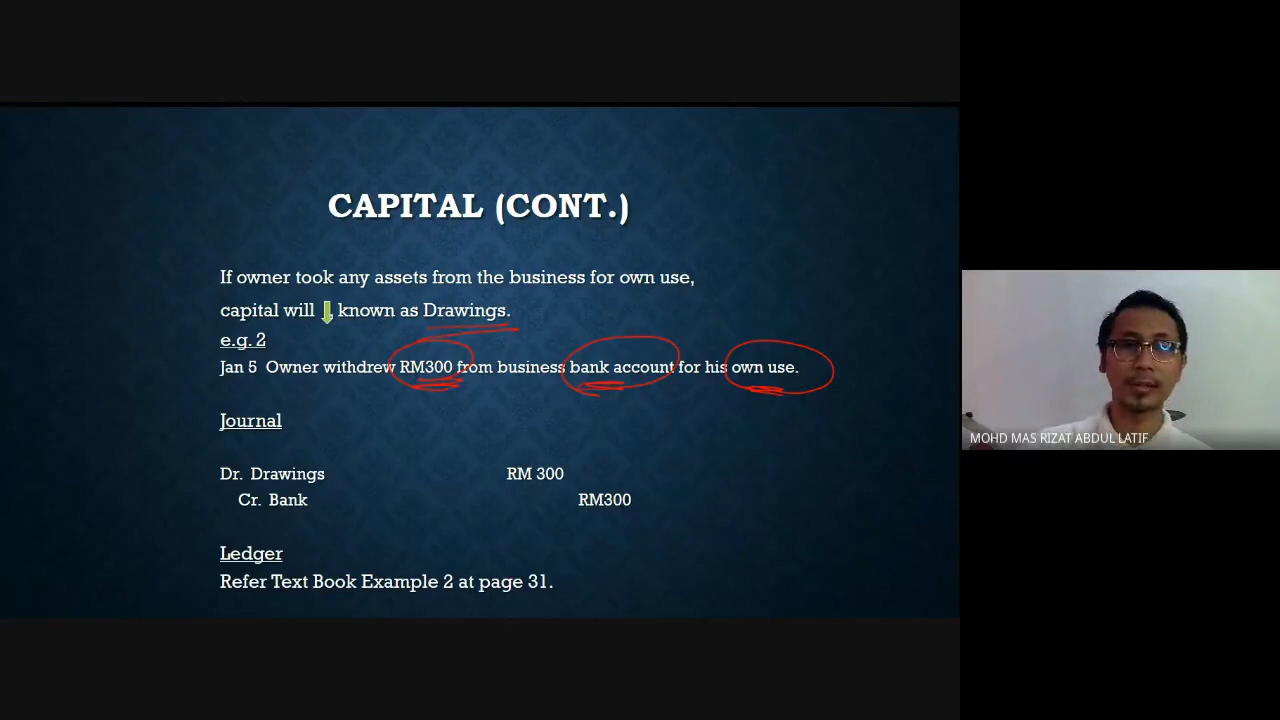 CAPITAL (CONT.)
If owner took any assets from the business for own use,
capital will , known as Drawings.
e.g. 2
Jan 5 Owner withdrew RM300 from business bank account for his own use.
Journal
Dr. Drawings RM 300
Cr. Bank RM300
Ledger
Refer Text Book Example 2 at page 31.
MOHD MAS RIZAT ABDUL LATIF